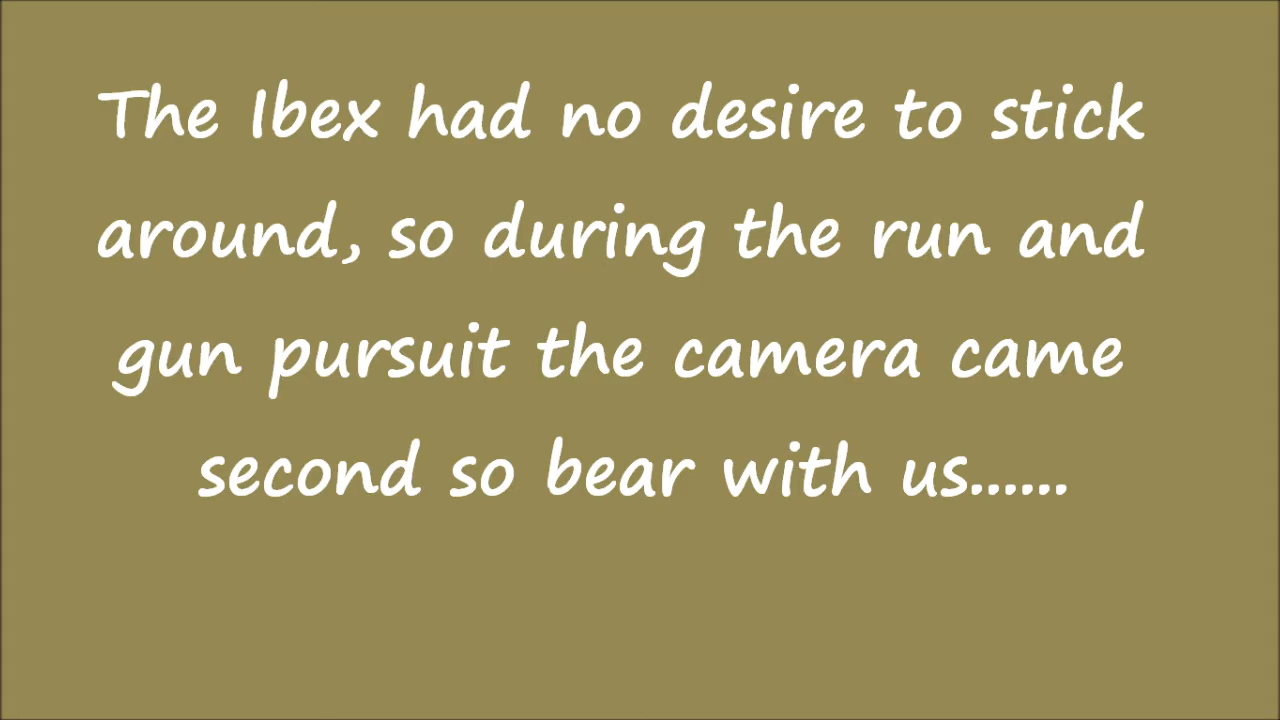 The Ibex had no desire to stick
around, so during the run and
gun pursuit the camera came
second so bear with us......